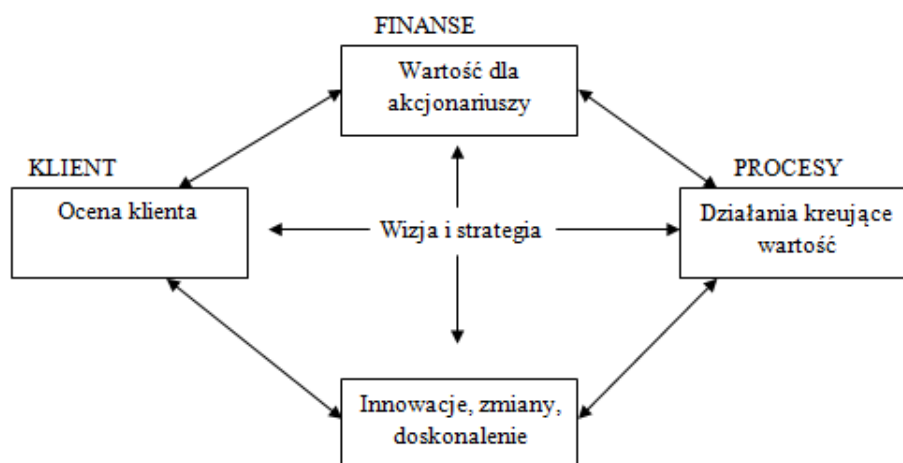 FINANSE
Wartość dla
akcjonariuszy
KLIENT
Ocena klienta
Wizja i strategia
PROCESY
Działania kreujące
wartość
Innowacje, zmiany,
doskonalenie